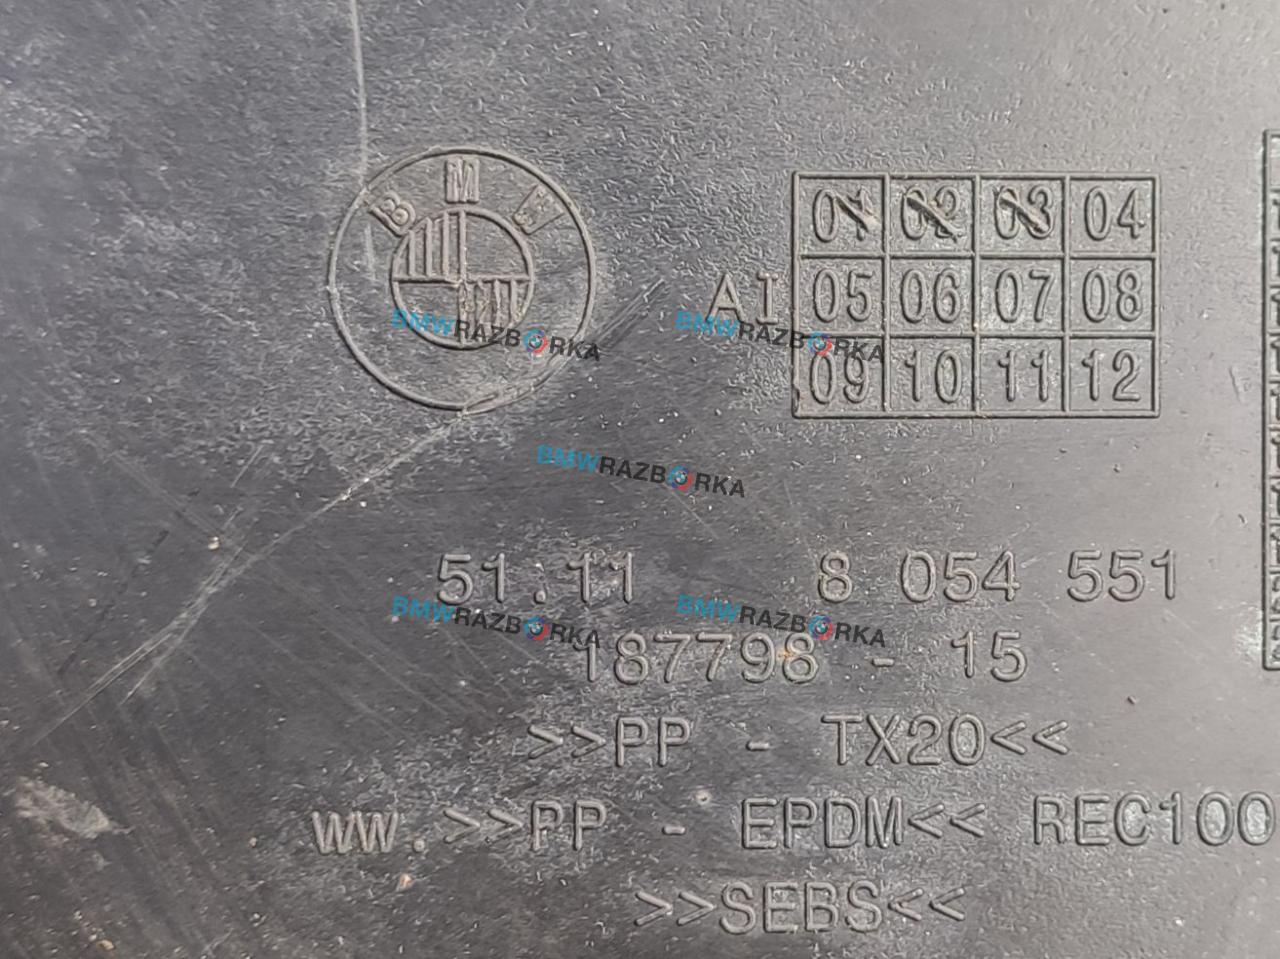 BMW
01 02 03 04
AI 05 06 07 08
09 10 11 12
BMWRAZBORKA BMWRAZBORKA
BMWRAZBORKA
51.11 8 054 551
BMWRAZBORKA BMWRAZBORKA
187798 - 15
>>PP - TX20<<
WW.>>PP - EPDM<< REC100
>>SEBS<<